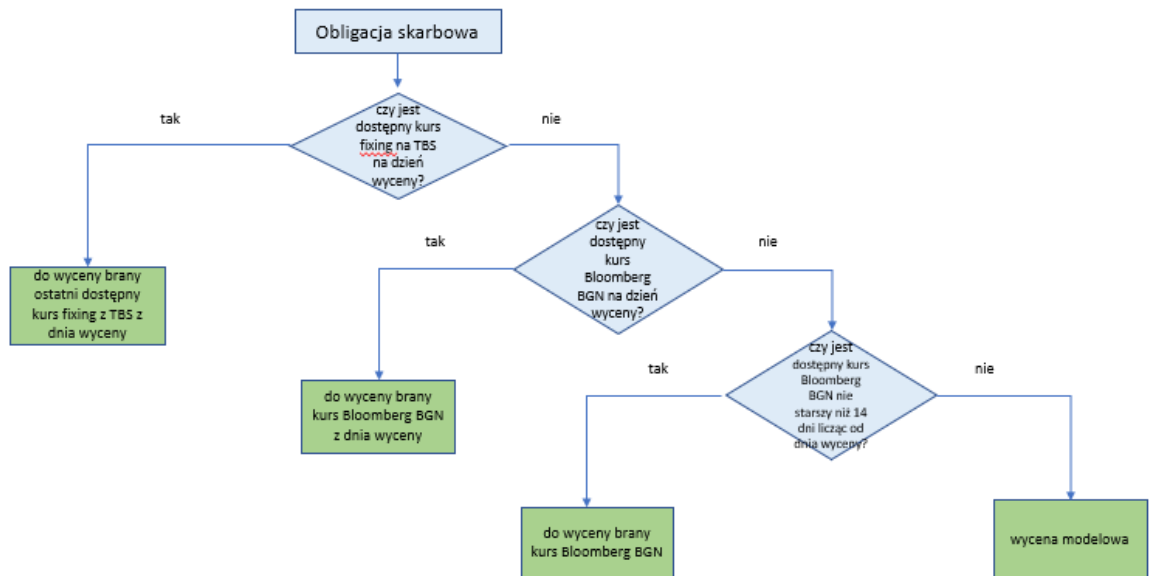 Obligacja skarbowa
czy jest
dostępny kurs
fixing na TBS
na dzień
wyceny?
tak
nie
do wyceny brany
ostatni dostępny
kurs fixing z TBS z
dnia wyceny
czy jest
dostępny
kurs
Bloomberg
BGN na dzień
wyceny?
tak
nie
do wyceny brany
kurs Bloomberg BGN
z dnia wyceny
czy jest
dostępny kurs
Bloomberg
BGN nie
starszy niż 14
dni licząc od
dnia wyceny?
tak
nie
do wyceny brany
kurs Bloomberg BGN
wycena modelowa